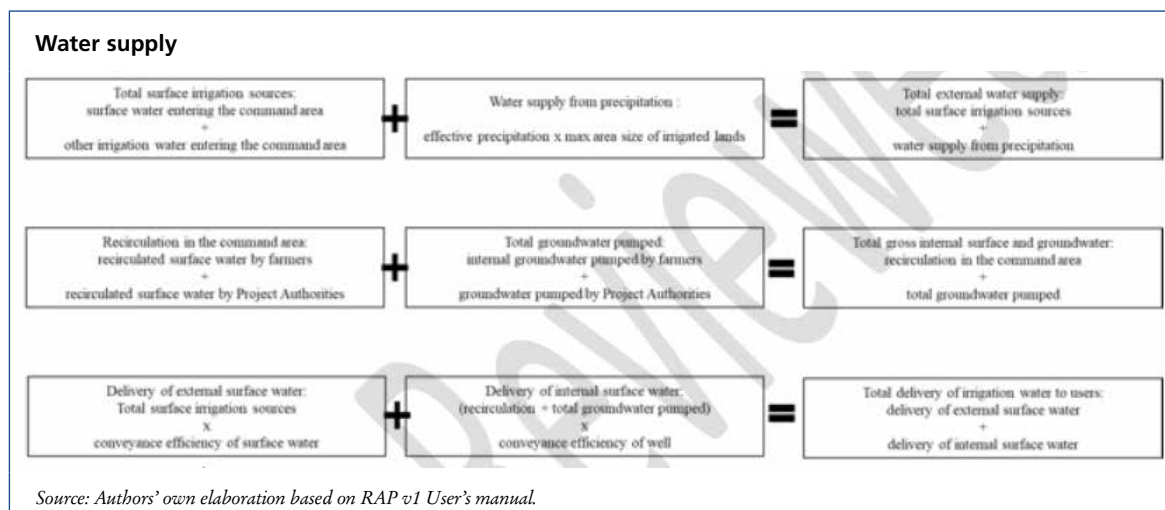 Water supply
Total surface irrigation sources:
surface water entering the command area
+
other irrigation water entering the command area
+
Water supply from precipitation :
effective precipitation x max area size of irrigated lands
=
Total external water supply:
total surface irrigation sources
+
water supply from precipitation
Recirculation in the command area:
recirculated surface water by farmers
+
recirculated surface water by Project Authorities
+
Total groundwater pumped:
internal groundwater pumped by farmers
+
groundwater pumped by Project Authorities
=
Total gross internal surface and groundwater:
recirculation in the command area
+
total groundwater pumped
Delivery of external surface water:
Total surface irrigation sources
x
conveyance efficiency of surface water
+
Delivery of internal surface water:
(recirculation + total groundwater pumped)
x
conveyance efficiency of well
=
Total delivery of irrigation water to users:
delivery of external surface water
+
delivery of internal surface water
Source: Authors' own elaboration based on RAP v1 User's manual.